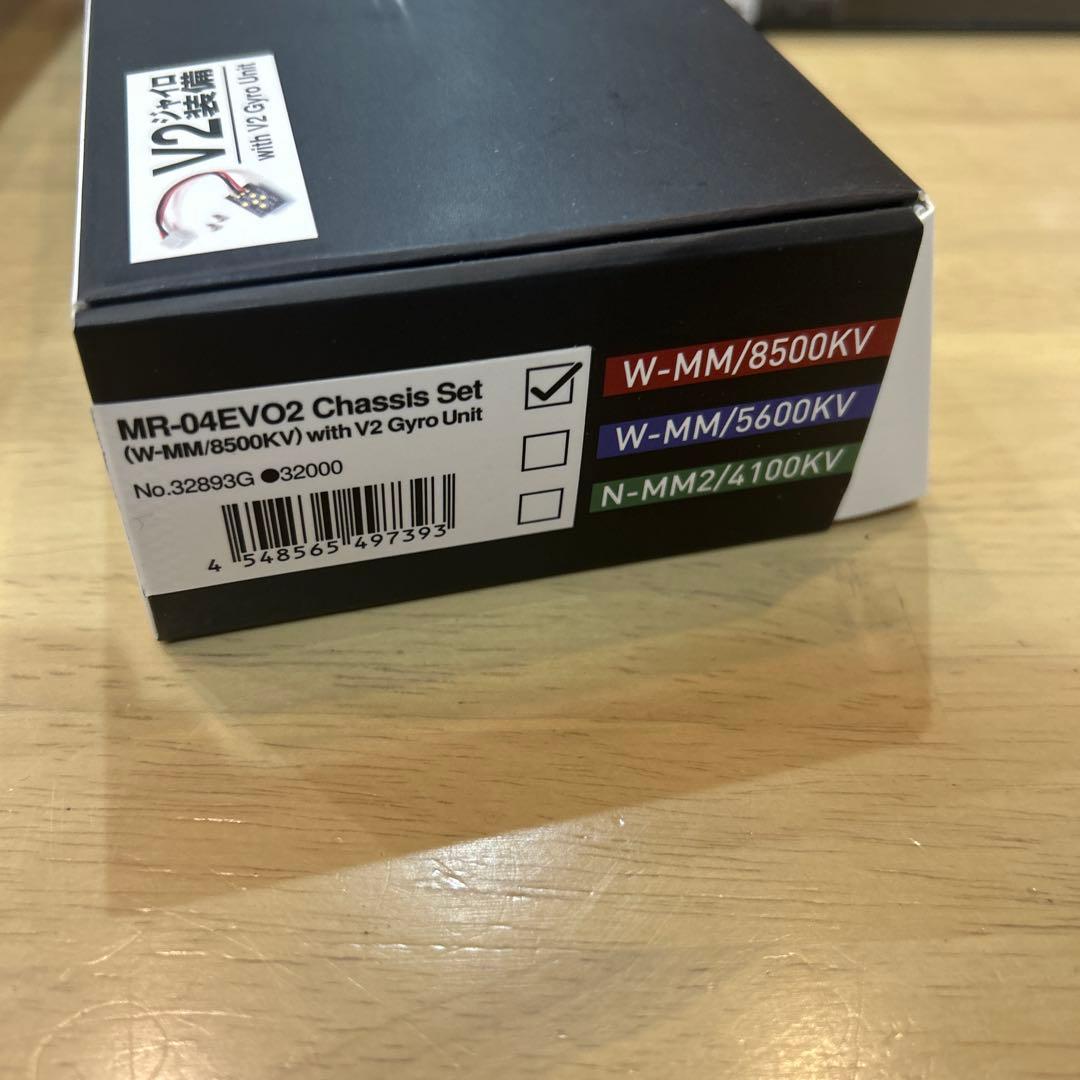 V2ジャイロ
装備
with V2 Gyro Unit
MR-04EVO2 Chassis Set
(W-MM/8500KV) with V2 Gyro Unit
No.32893G ●32000
4 548565 497393
W-MM/8500KV
W-MM/5600KV
N-MM2/4100KV